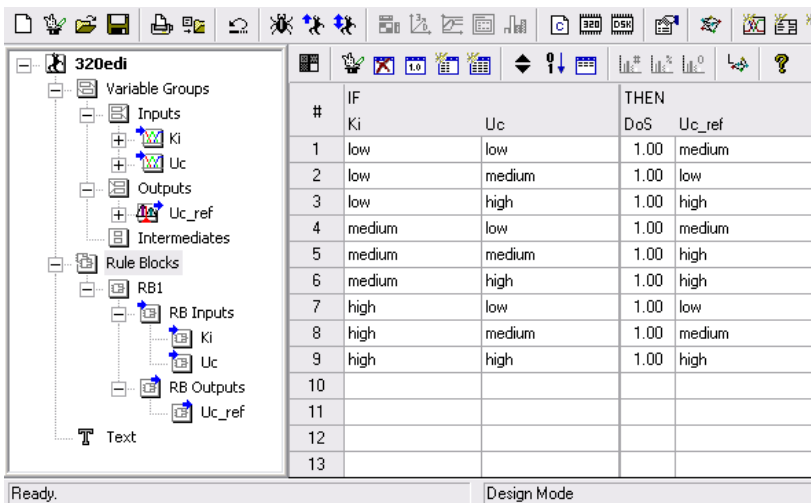 320edi
Variable Groups
Inputs
Ki
Uc
Outputs
Uc_ref
Intermediates
Rule Blocks
RB1
RB Inputs
Ki
Uc
RB Outputs
Uc_ref
Text
# IF THEN
Ki Uc DoS Uc_ref
1 low low 1.00 medium
2 low medium 1.00 low
3 low high 1.00 high
4 medium low 1.00 medium
5 medium medium 1.00 high
6 medium high 1.00 high
7 high low 1.00 low
8 high medium 1.00 medium
9 high high 1.00 high
10
11
12
13
Ready. Design Mode